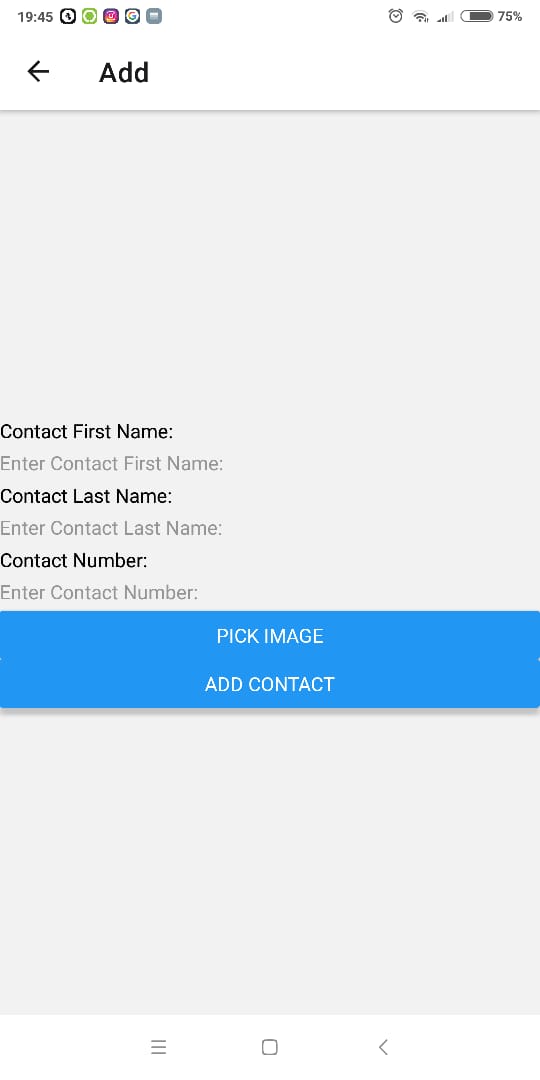 19:45
75%
Add
Contact First Name:
Enter Contact First Name:
Contact Last Name:
Enter Contact Last Name:
Contact Number:
Enter Contact Number:
PICK IMAGE
ADD CONTACT